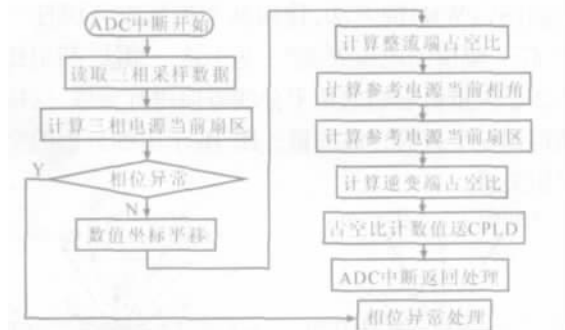 ADC中断开始
读取三相采样数据
计算三相电源当前扇区
Y
相位异常
N
数值坐标平移
计算整流端占空比
计算参考电源当前相角
计算参考电源当前扇区
计算逆变端占空比
占空比计数值送CPLD
ADC中断返回处理
相位异常处理